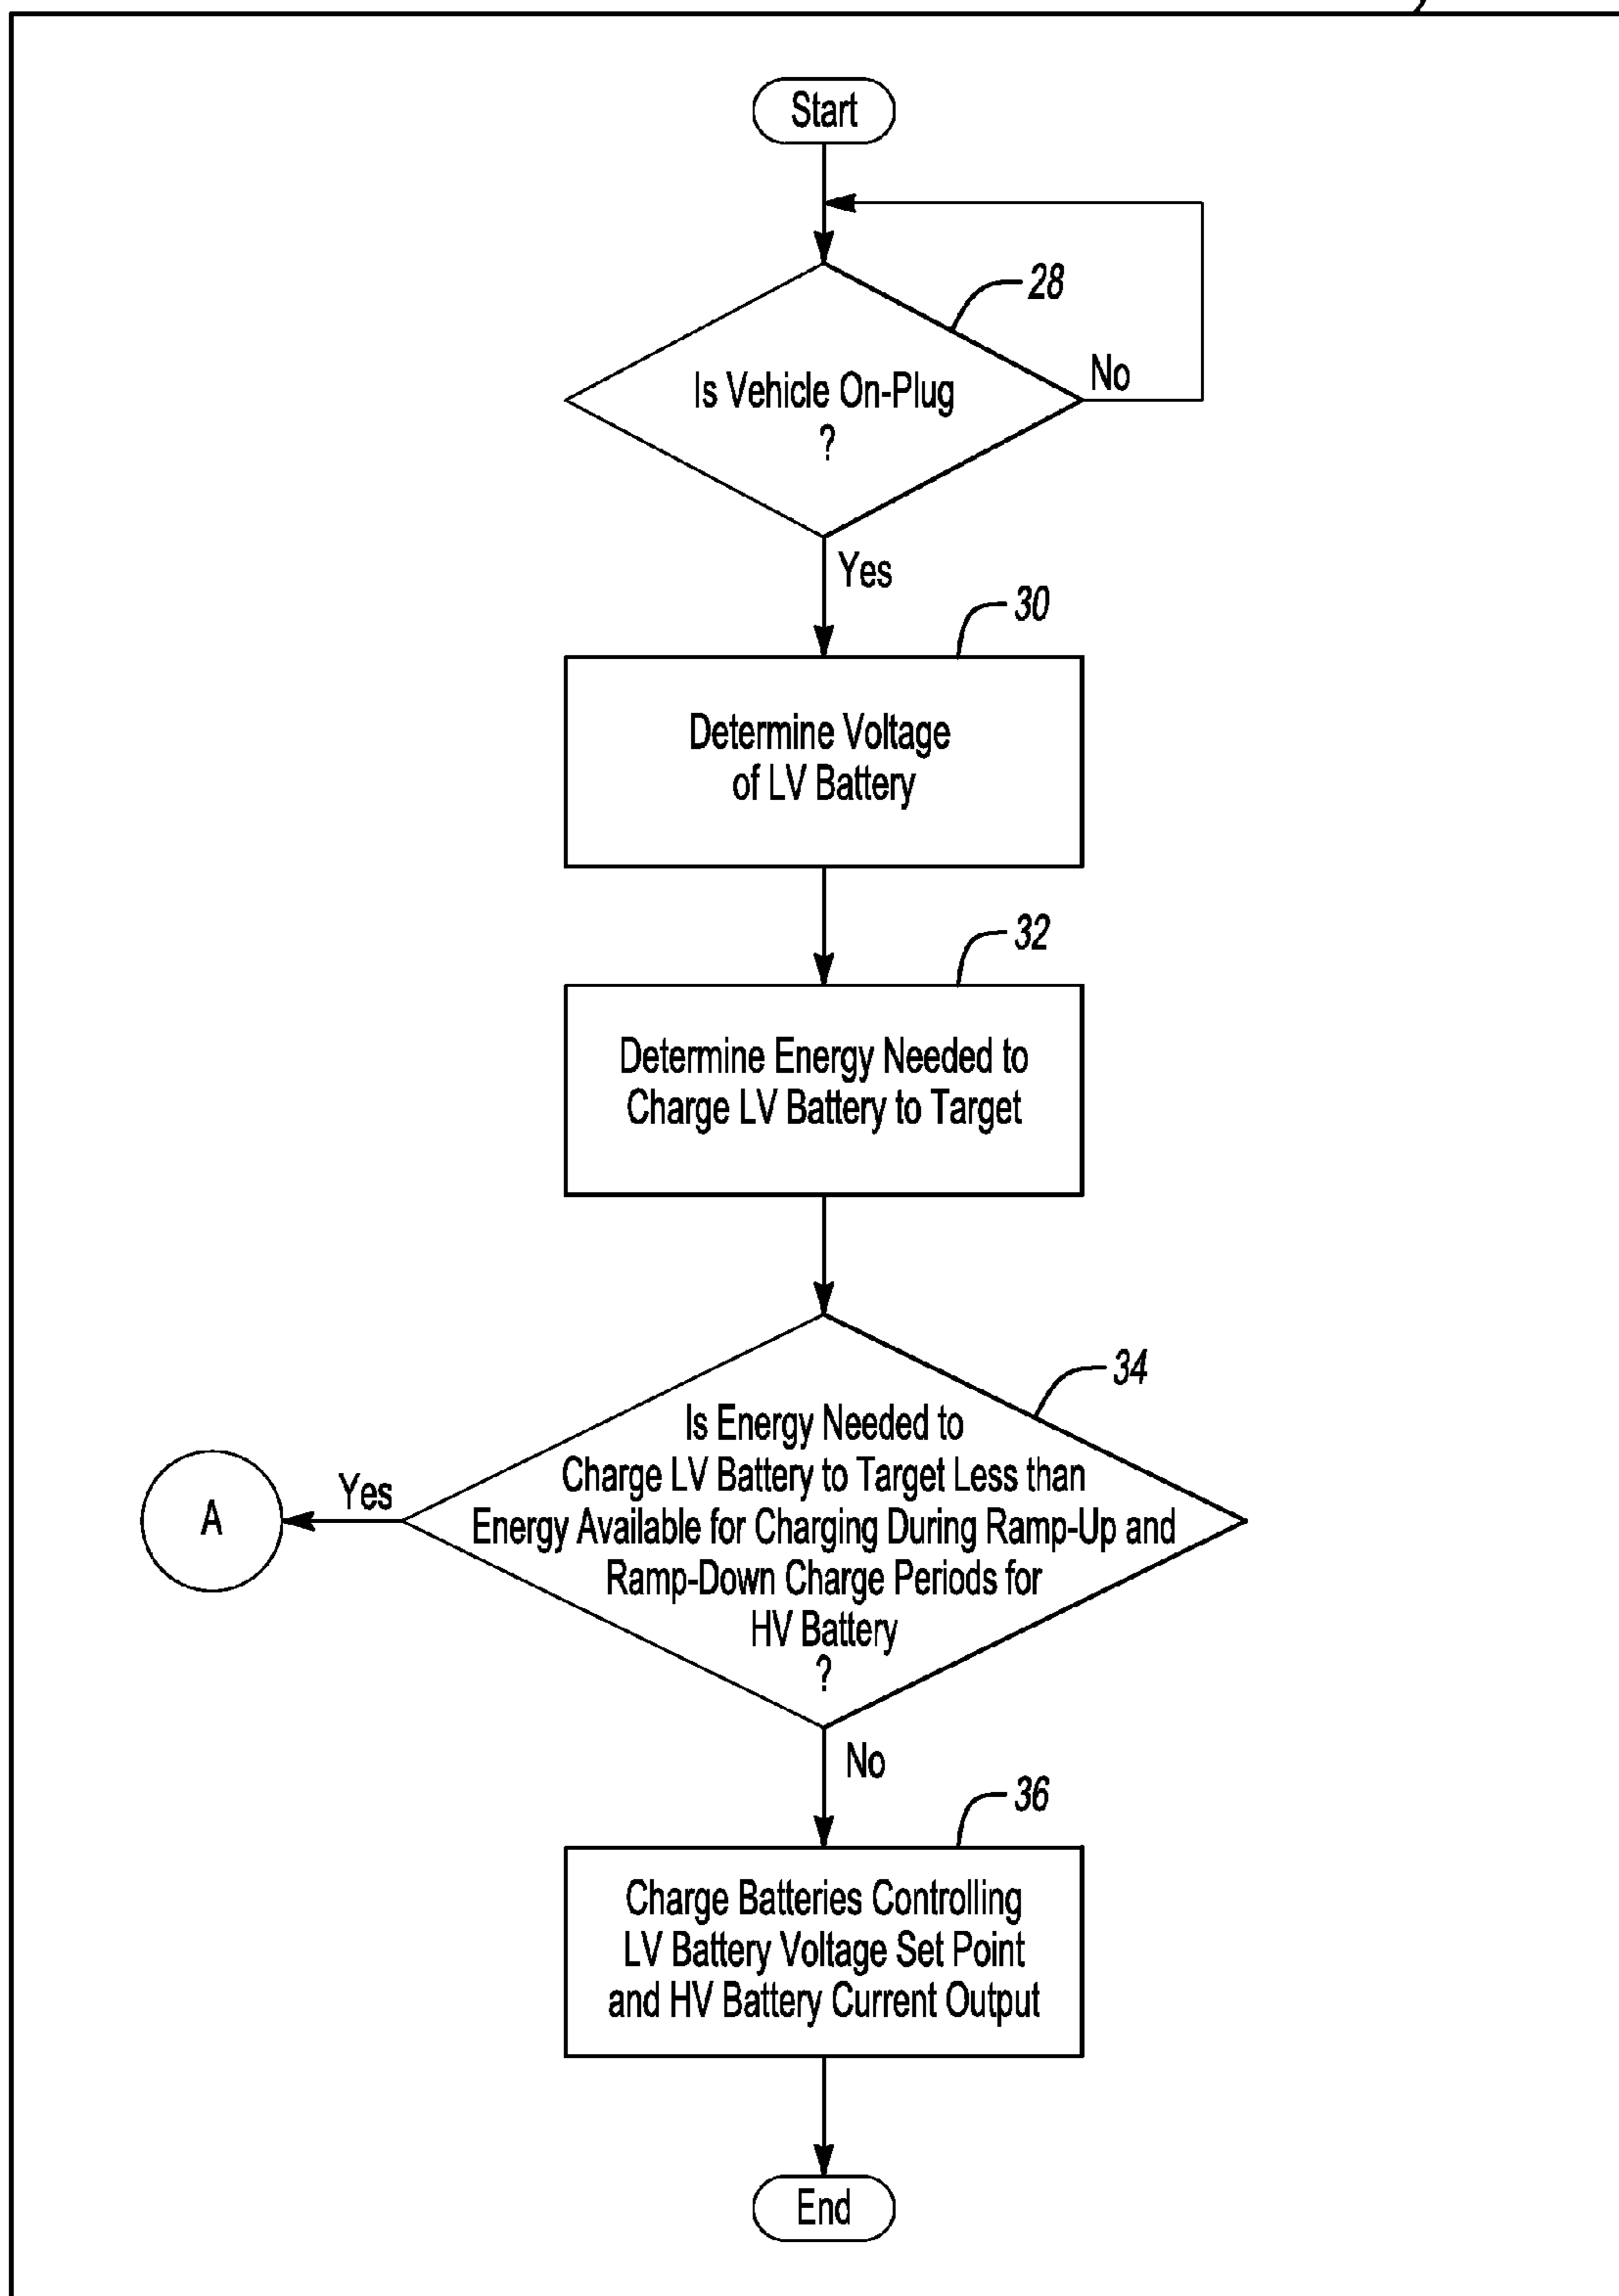 Start
28
Is Vehicle On-Plug
?
No
Yes
30
Determine Voltage
of LV Battery
32
Determine Energy Needed to
Charge LV Battery to Target
34
Is Energy Needed to
Charge LV Battery to Target Less than
Energy Available for Charging During Ramp-Up and
Ramp-Down Charge Periods for
HV Battery
?
Yes
A
No
36
Charge Batteries Controlling
LV Battery Voltage Set Point
and HV Battery Current Output
End